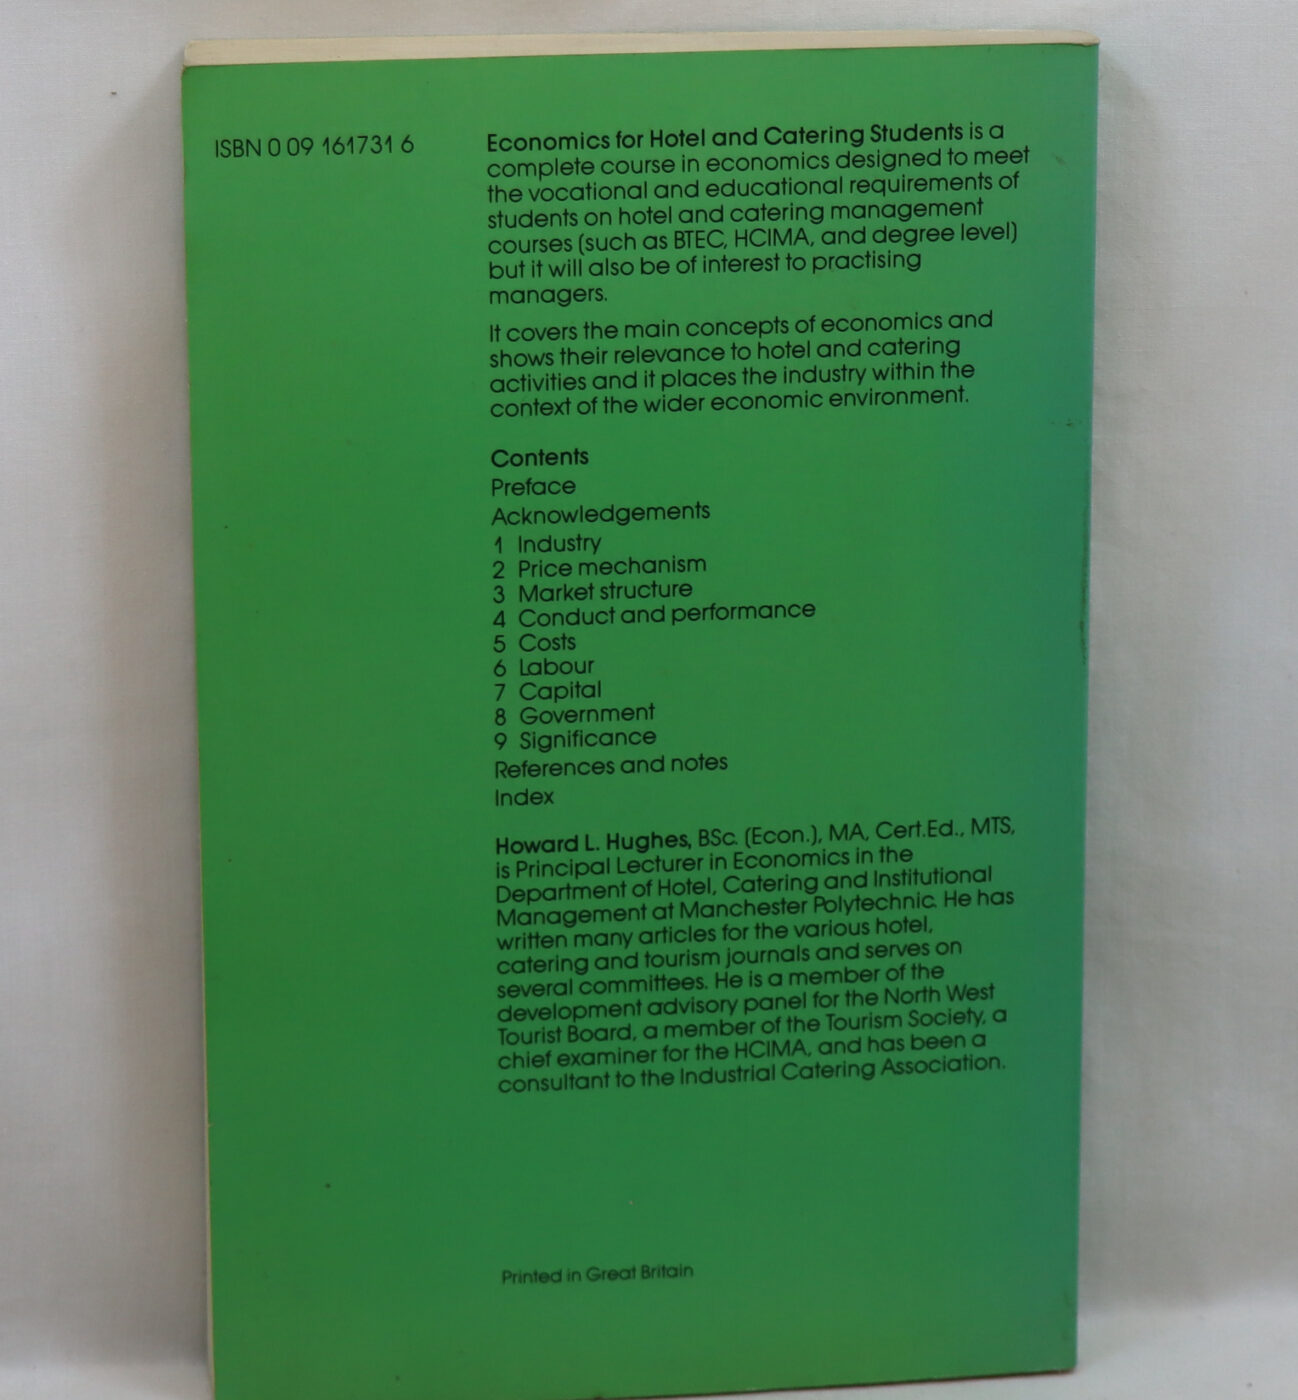 ISBN 0 09 161731 6
Economics for Hotel and Catering Students is a
complete course in economics designed to meet
the vocational and educational requirements of
students on hotel and catering management
courses (such as BTEC, HCIMA, and degree level)
but it will also be of interest to practising
managers.
It covers the main concepts of economics and
shows their relevance to hotel and catering
activities and it places the industry within the
context of the wider economic environment.
Contents
Preface
Acknowledgements
1 Industry
2 Price mechanism
3 Market structure
4 Conduct and performance
5 Costs
6 Labour
7 Capital
8 Government
9 Significance
References and notes
Index
Howard L. Hughes, BSc. (Econ.), MA, Cert.Ed., MTS,
is Principal Lecturer in Economics in the
Department of Hotel, Catering and Institutional
Management at Manchester Polytechnic. He has
written many articles for the various hotel,
catering and tourism journals and serves on
several committees. He is a member of the
development advisory panel for the North West
Tourist Board, a member of the Tourism Society, a
chief examiner for the HCIMA, and has been a
consultant to the Industrial Catering Association.
Printed in Great Britain